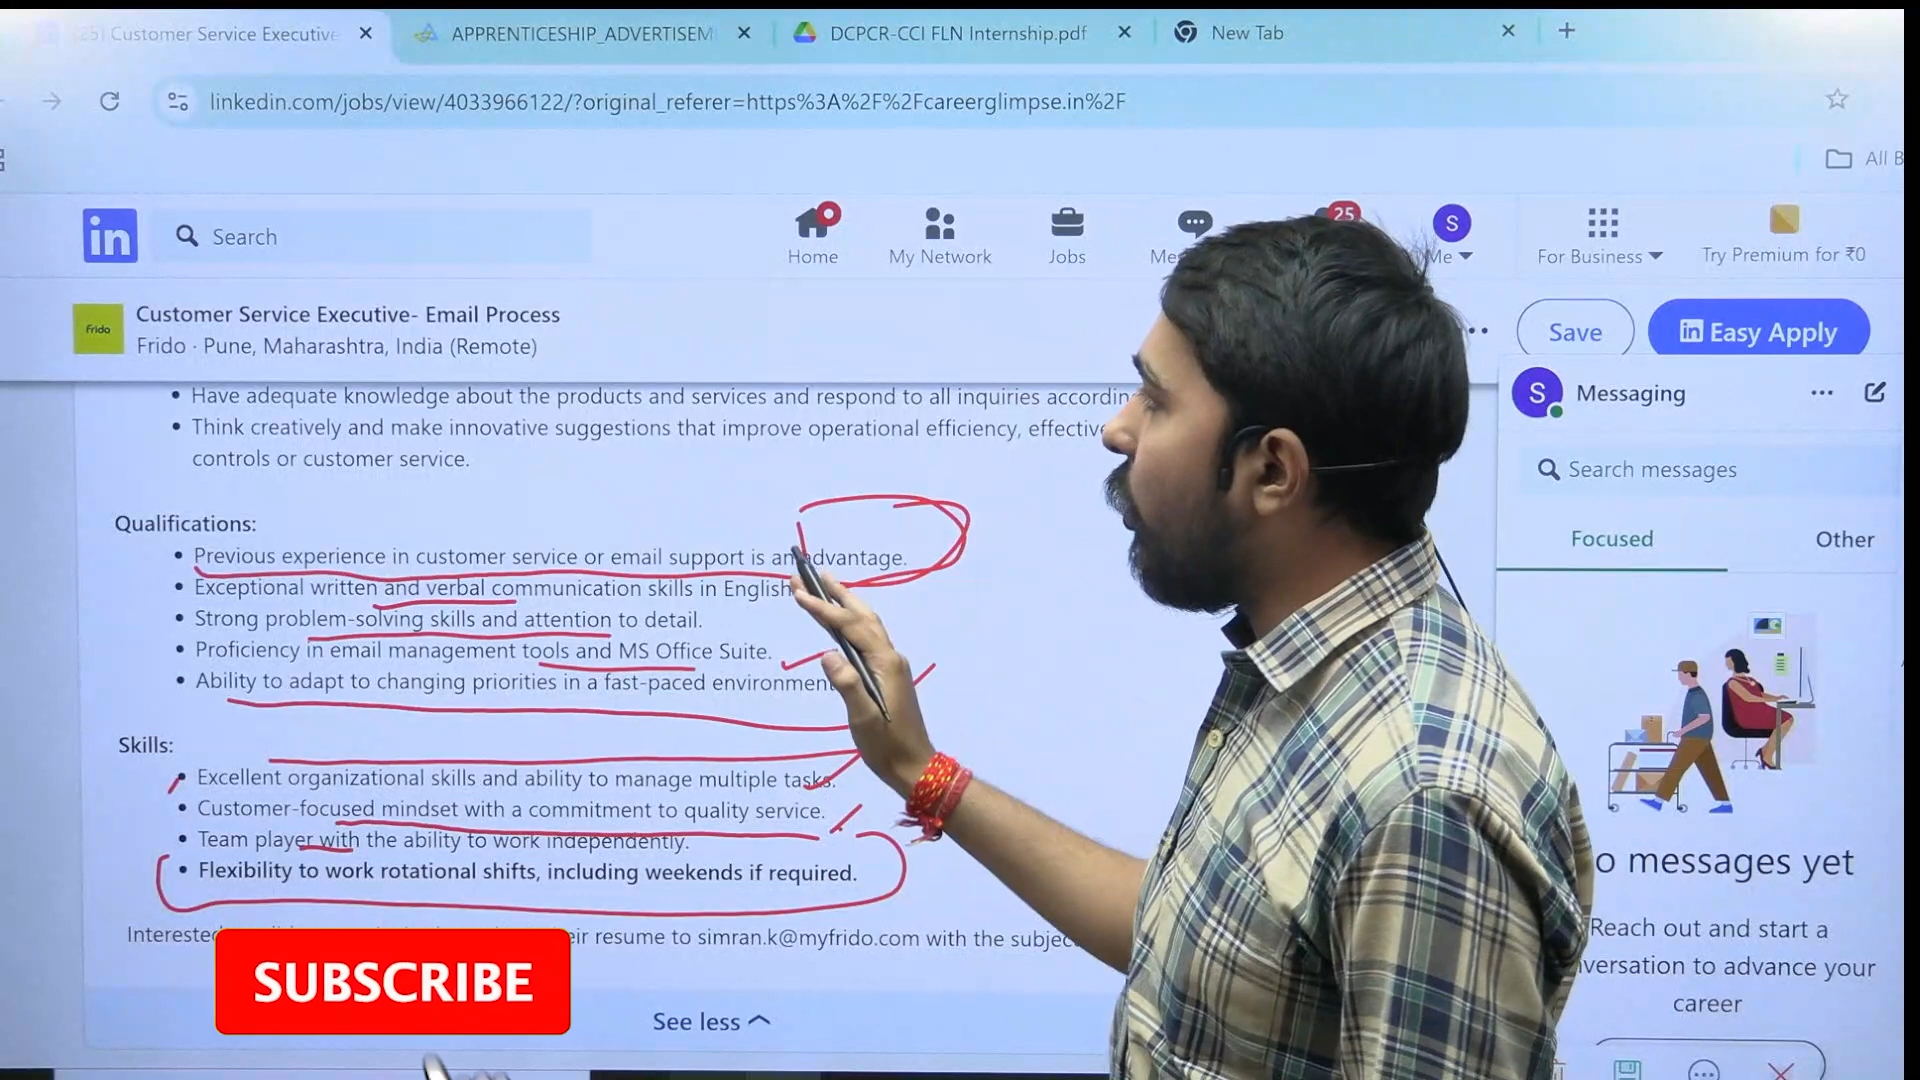 (25) Customer Service Executive
APPRENTICESHIP_ADVERTISEM
DCPCR-CCI FLN Internship.pdf
New Tab
linkedin.com/jobs/view/4033966122/?original_referer=https%3A%2F%2Fcareerglimpse.in%2F
All B
in
Search
Home
My Network
Jobs
25
S
Me
For Business
Try Premium for ₹0
Frido
Customer Service Executive- Email Process
Frido · Pune, Maharashtra, India (Remote)
Save
in Easy Apply
S
Messaging
Search messages
Focused
Other
• Have adequate knowledge about the products and services and respond to all inquiries accordin
• Think creatively and make innovative suggestions that improve operational efficiency, effective
controls or customer service.
Qualifications:
• Previous experience in customer service or email support is an advantage.
• Exceptional written and verbal communication skills in English
• Strong problem-solving skills and attention to detail.
• Proficiency in email management tools and MS Office Suite.
• Ability to adapt to changing priorities in a fast-paced environment
Skills:
• Excellent organizational skills and ability to manage multiple tasks.
• Customer-focused mindset with a commitment to quality service.
• Team player with the ability to work independently.
• Flexibility to work rotational shifts, including weekends if required.
Interested eir resume to simran.k@myfrido.com with the subjec
SUBSCRIBE
See less
o messages yet
Reach out and start a
versation to advance your
career